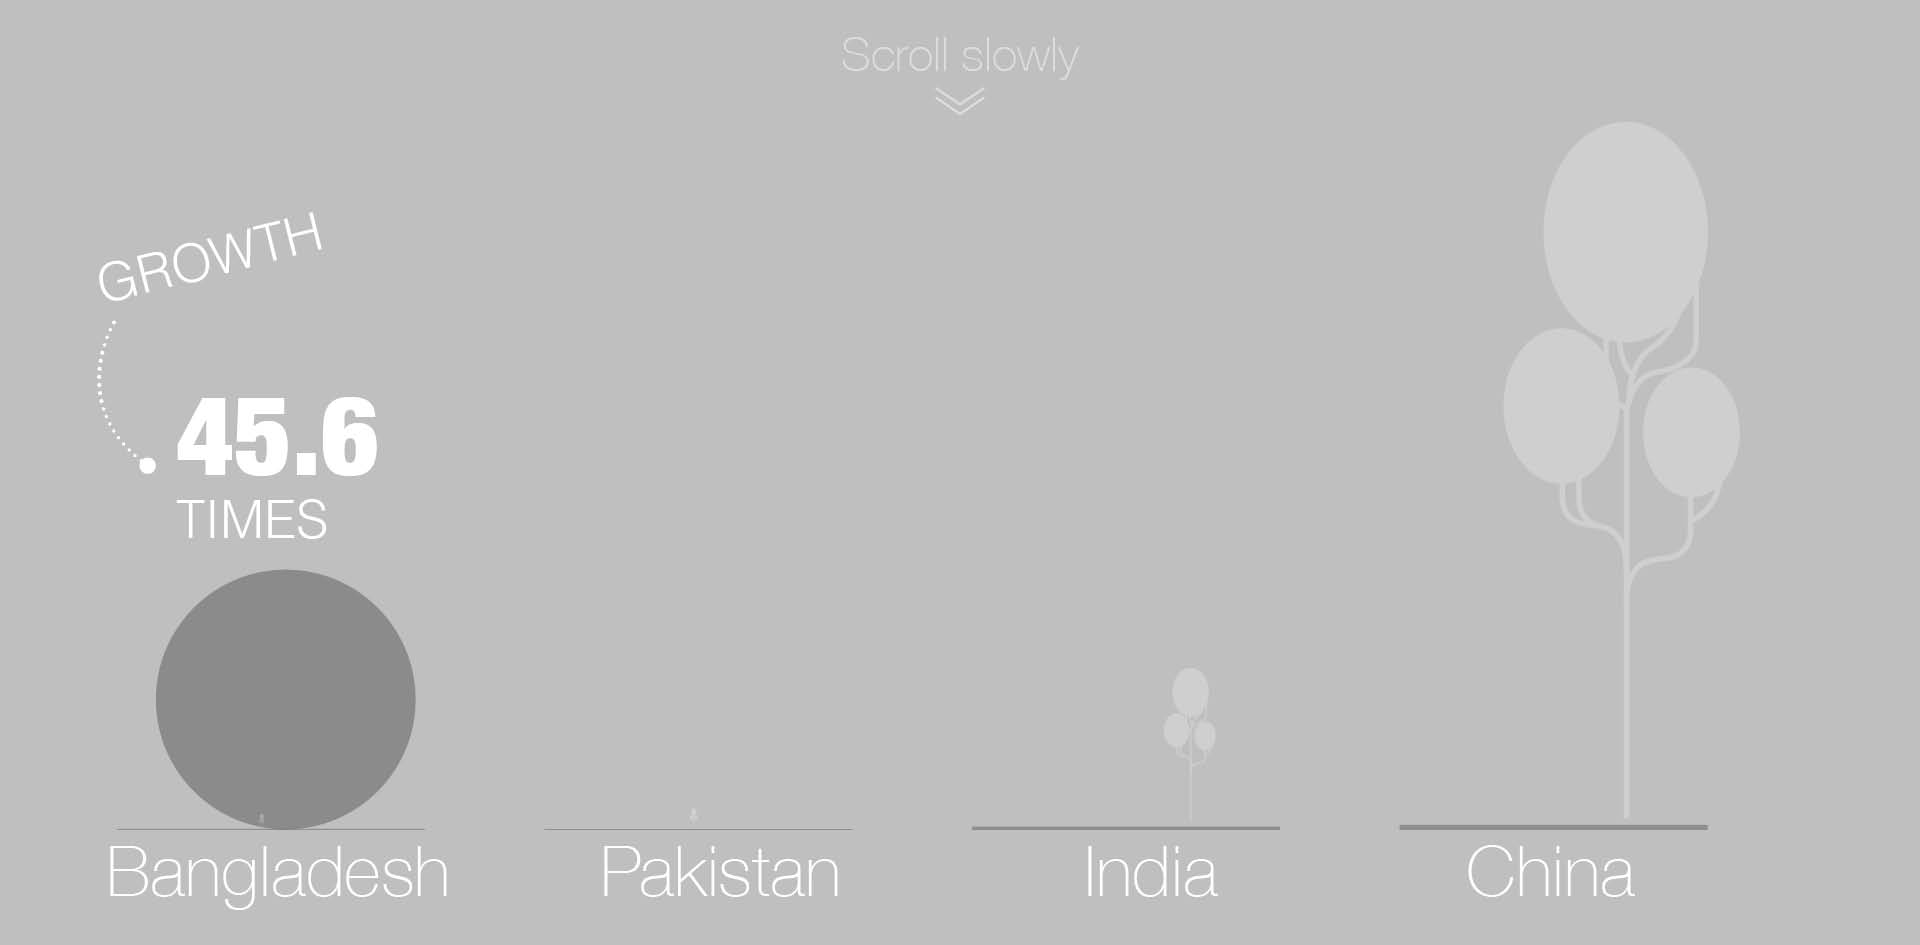 Scroll slowly
GROWTH
45.6
TIMES
Bangladesh
Pakistan
India
China